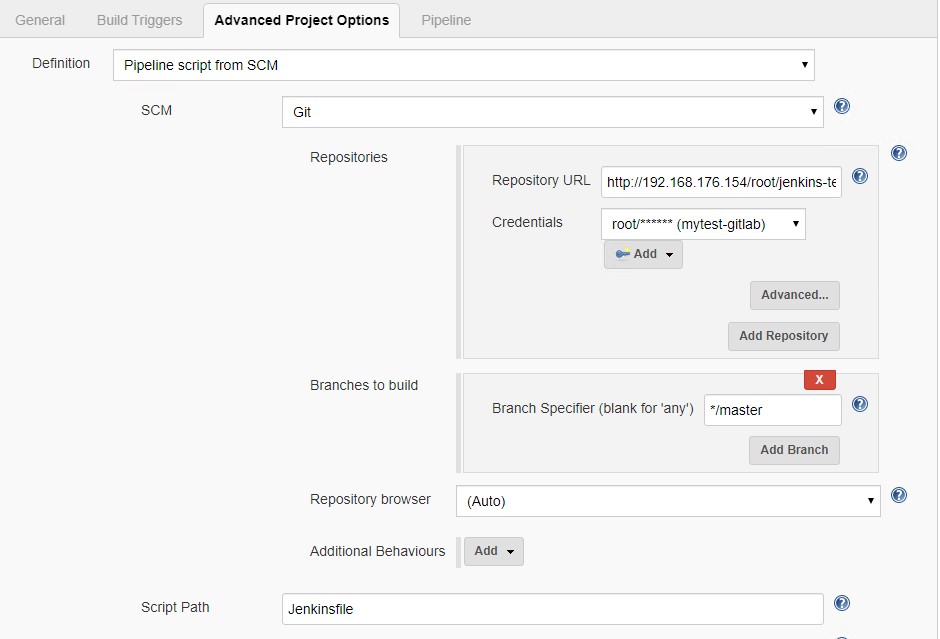 General Build Triggers Advanced Project Options Pipeline
Definition Pipeline script from SCM
SCM Git
Repositories
Repository URL http://192.168.176.154/root/jenkins-te
Credentials root/****** (mytest-gitlab)
Add
Advanced...
Add Repository
Branches to build
X
Branch Specifier (blank for 'any') */master
Add Branch
Repository browser (Auto)
Additional Behaviours Add
Script Path Jenkinsfile